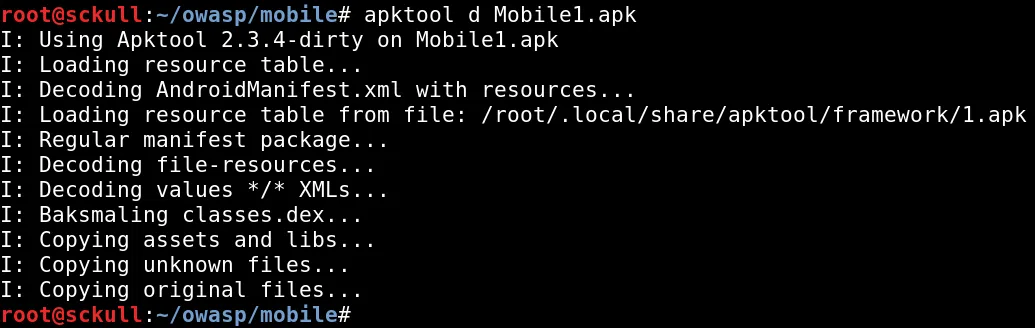 root@sckull:~/owasp/mobile# apktool d Mobile1.apk
I: Using Apktool 2.3.4-dirty on Mobile1.apk
I: Loading resource table...
I: Decoding AndroidManifest.xml with resources...
I: Loading resource table from file: /root/.local/share/apktool/framework/1.apk
I: Regular manifest package...
I: Decoding file-resources...
I: Decoding values */* XMLs...
I: Baksmaling classes.dex...
I: Copying assets and libs...
I: Copying unknown files...
I: Copying original files...
root@sckull:~/owasp/mobile#